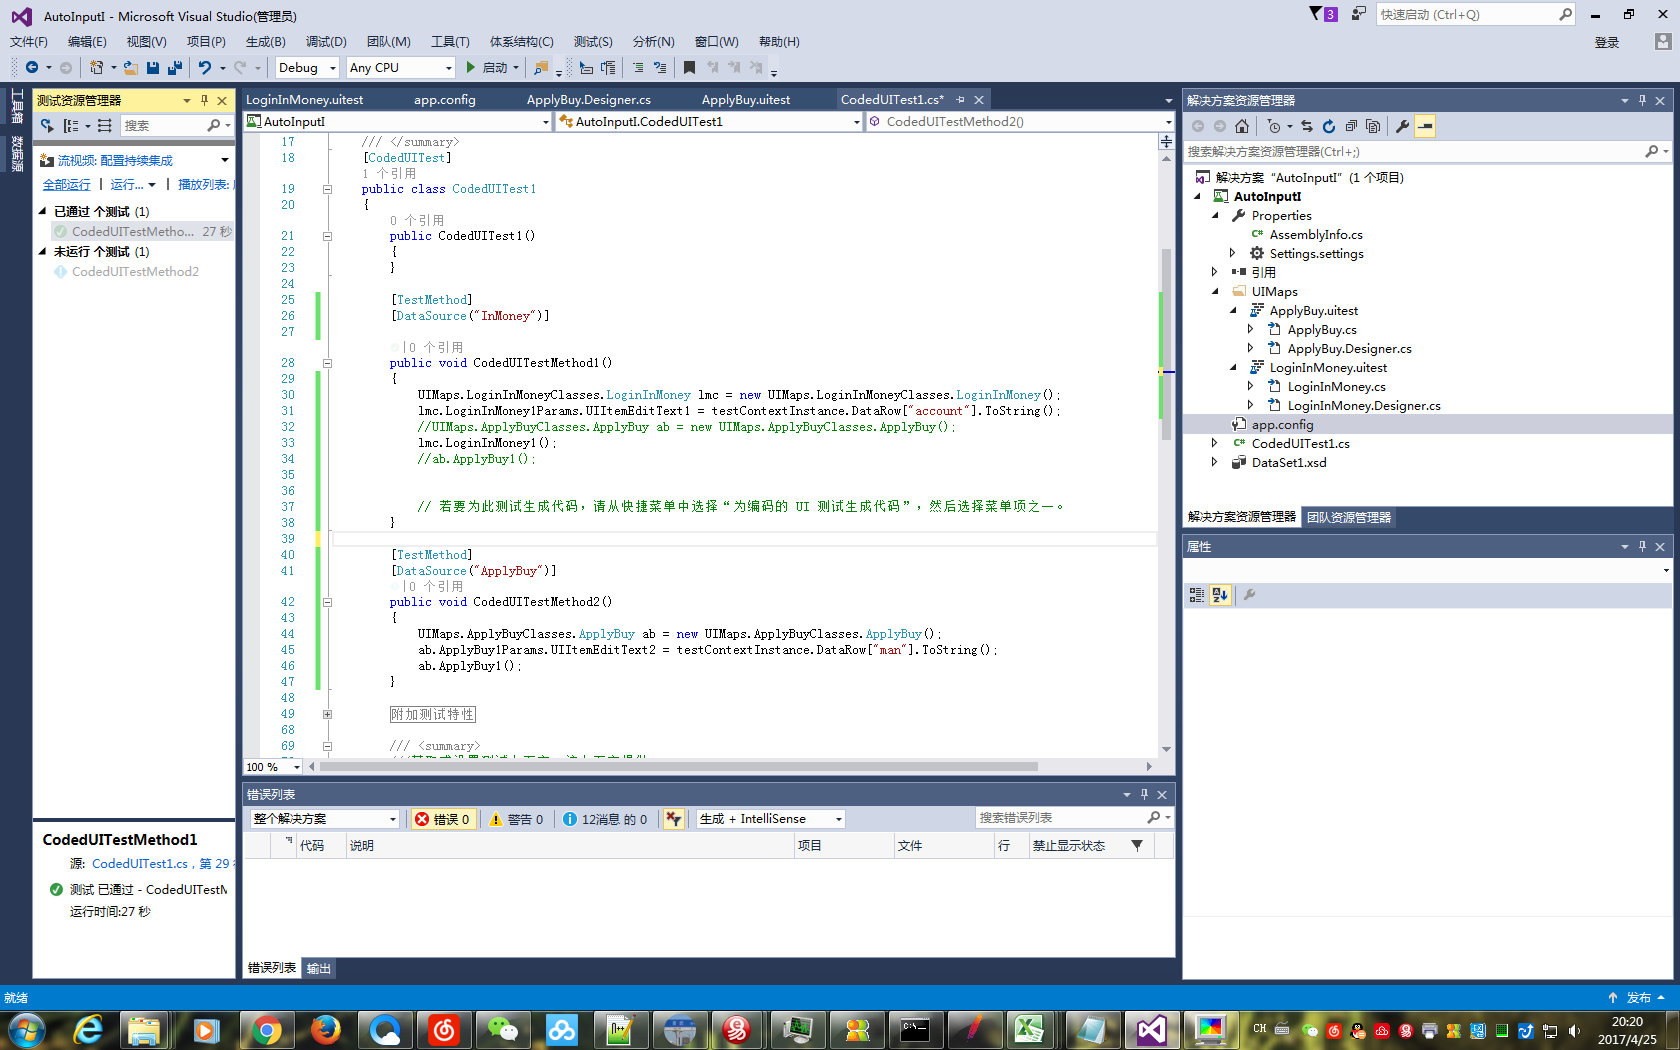 AutoInputI - Microsoft Visual Studio(管理员)
3
快速启动 (Ctrl+Q)
文件(F) 编辑(E) 视图(V) 项目(P) 生成(B) 调试(D) 团队(M) 工具(T) 体系结构(C) 测试(S) 分析(N) 窗口(W) 帮助(H)
登录
Debug Any CPU 启动
工具箱
数据源
测试资源管理器
搜索
流视频: 配置持续集成
全部运行 | 运行... | 播放列表:
已通过 个测试 (1)
CodedUITestMetho... 27 秒
未运行 个测试 (1)
CodedUITestMethod2
CodedUITestMethod1
源: CodedUITest1.cs，第 29
测试 已通过 - CodedUITestM
运行时间:27 秒
LoginInMoney.uitest app.config ApplyBuy.Designer.cs ApplyBuy.uitest CodedUITest1.cs*
AutoInputI AutoInputI.CodedUITest1 CodedUITestMethod2()
17 /// </summary>
18 [CodedUITest]
1 个引用
19 public class CodedUITest1
20 {
0 个引用
21 public CodedUITest1()
22 {
23 }
24
25 [TestMethod]
26 [DataSource("InMoney")]
27
|0 个引用
28 public void CodedUITestMethod1()
29 {
30 UIMaps.LoginInMoneyClasses.LoginInMoney lmc = new UIMaps.LoginInMoneyClasses.LoginInMoney();
31 lmc.LoginInMoney1Params.UIItemEditText1 = testContextInstance.DataRow["account"].ToString();
32 //UIMaps.ApplyBuyClasses.ApplyBuy ab = new UIMaps.ApplyBuyClasses.ApplyBuy();
33 lmc.LoginInMoney1();
34 //ab.ApplyBuy1();
35
36
37 // 若要为此测试生成代码，请从快捷菜单中选择“为编码的 UI 测试生成代码”，然后选择菜单项之一。
38 }
39
40 [TestMethod]
41 [DataSource("ApplyBuy")]
|0 个引用
42 public void CodedUITestMethod2()
43 {
44 UIMaps.ApplyBuyClasses.ApplyBuy ab = new UIMaps.ApplyBuyClasses.ApplyBuy();
45 ab.ApplyBuy1Params.UIItemEditText2 = testContextInstance.DataRow["man"].ToString();
46 ab.ApplyBuy1();
47 }
48
49 附加测试特性
68
69 /// <summary>
100 %
错误列表
整个解决方案 错误 0 警告 0 12消息 的 0 生成 + IntelliSense 搜索错误列表
代码 说明 项目 文件 行 禁止显示状态
错误列表 输出
解决方案资源管理器
搜索解决方案资源管理器(Ctrl+;)
解决方案 "AutoInputI" (1 个项目)
AutoInputI
Properties
AssemblyInfo.cs
Settings.settings
引用
UIMaps
ApplyBuy.uitest
ApplyBuy.cs
ApplyBuy.Designer.cs
LoginInMoney.uitest
LoginInMoney.cs
LoginInMoney.Designer.cs
app.config
CodedUITest1.cs
DataSet1.xsd
解决方案资源管理器 团队资源管理器
属性
就绪
发布
CH
20:20
2017/4/25